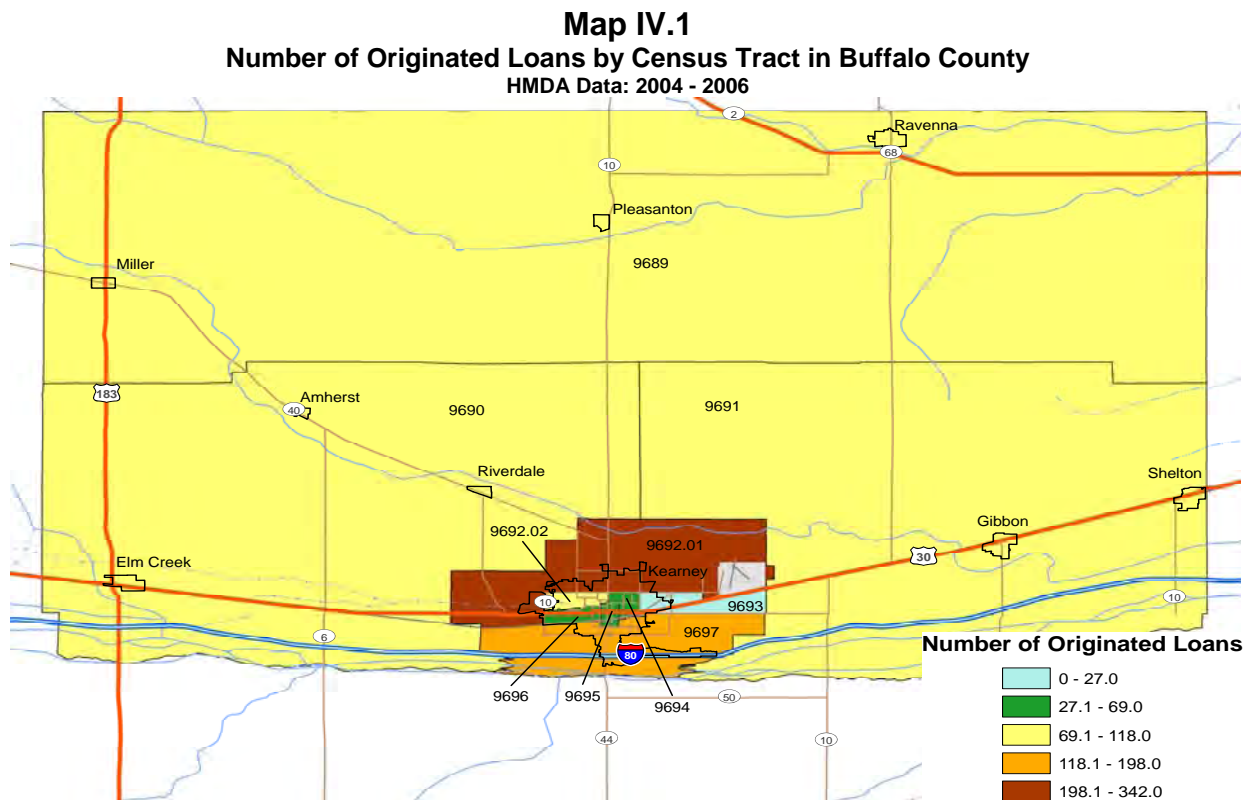 Map IV.1
Number of Originated Loans by Census Tract in Buffalo County
HMDA Data: 2004 - 2006
2
Ravenna
68
10
Pleasanton
9689
Miller
183
Amherst
40
9690
9691
Riverdale
Shelton
9692.02
Gibbon
9692.01
30
Elm Creek
Kearney
10
9693
10
6
9697
80
Number of Originated Loans
9696
9695
9694
50
44
10
0 - 27.0
27.1 - 69.0
69.1 - 118.0
118.1 - 198.0
198.1 - 342.0